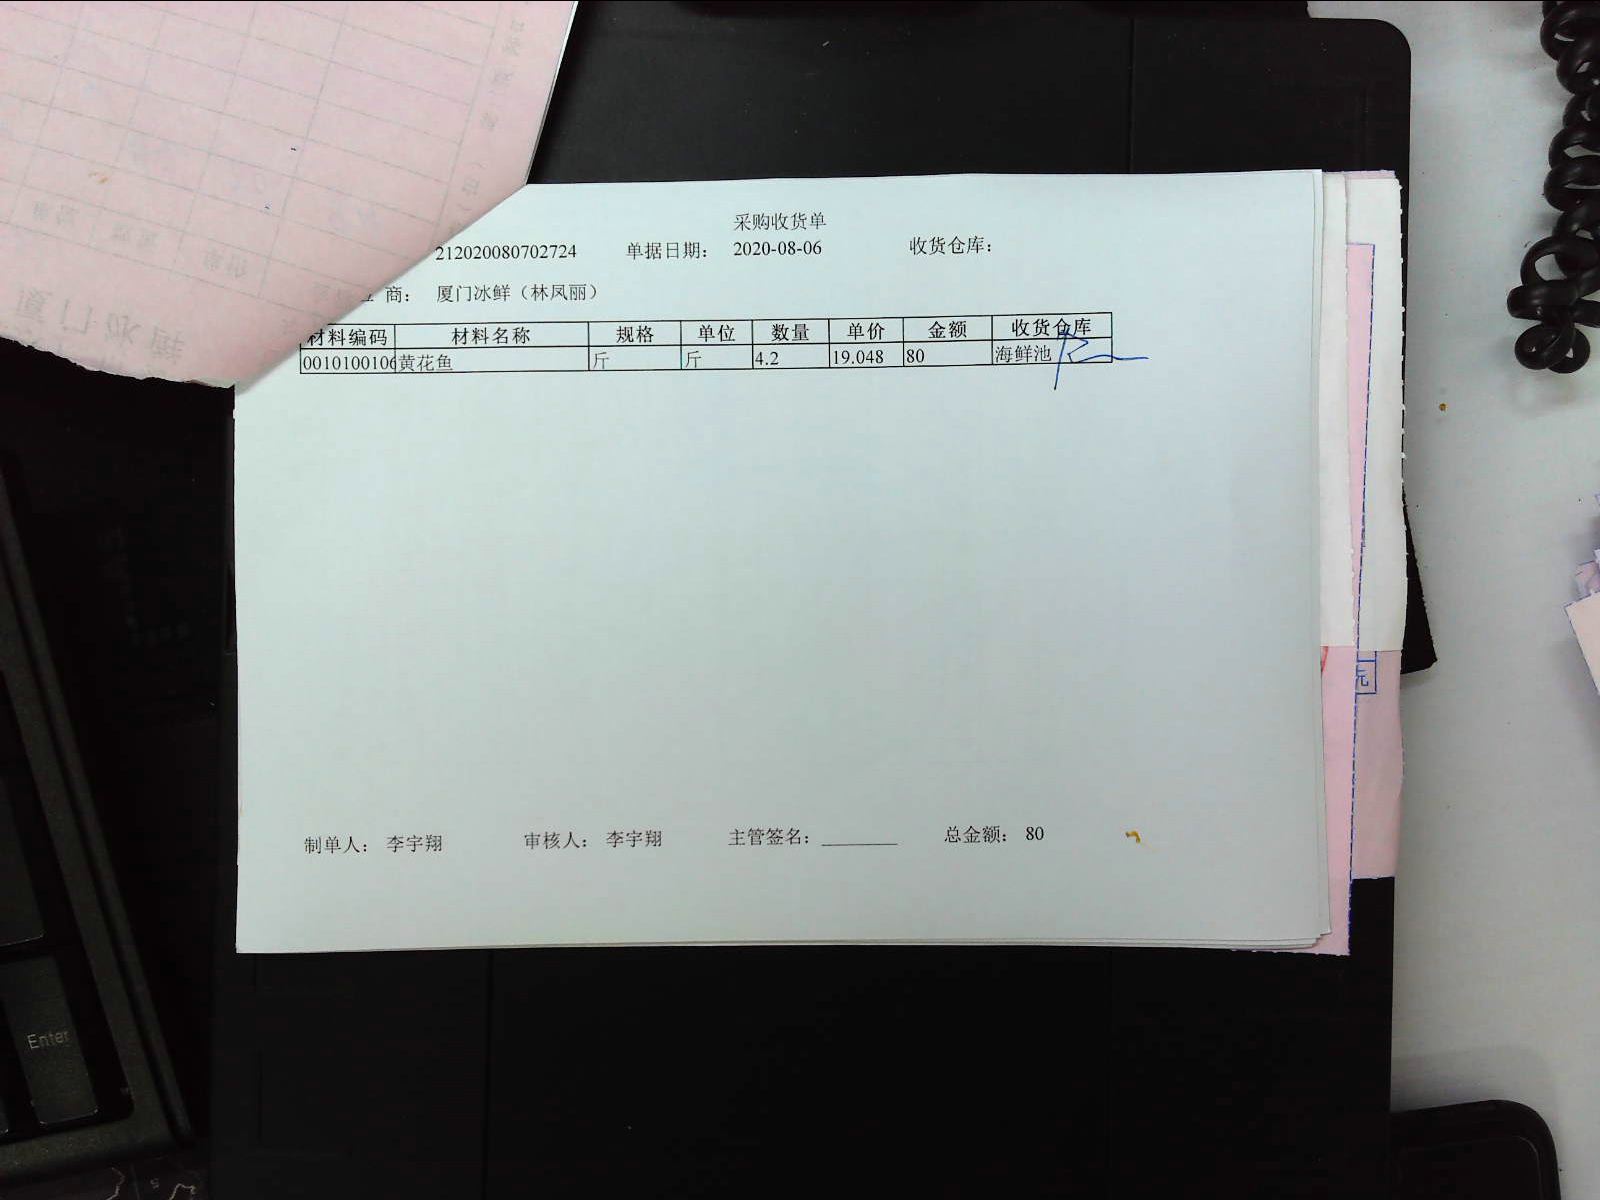 采购收货单
212020080702724 单据日期: 2020-08-06 收货仓库:
商: 厦门冰鲜（林凤丽）
材料编码 材料名称 规格 单位 数量 单价 金额 收货仓库
0010100106 黄花鱼 斤 斤 4.2 19.048 80 海鲜池
制单人: 李宇翔 审核人: 李宇翔 主管签名: ________ 总金额: 80
元
Enter